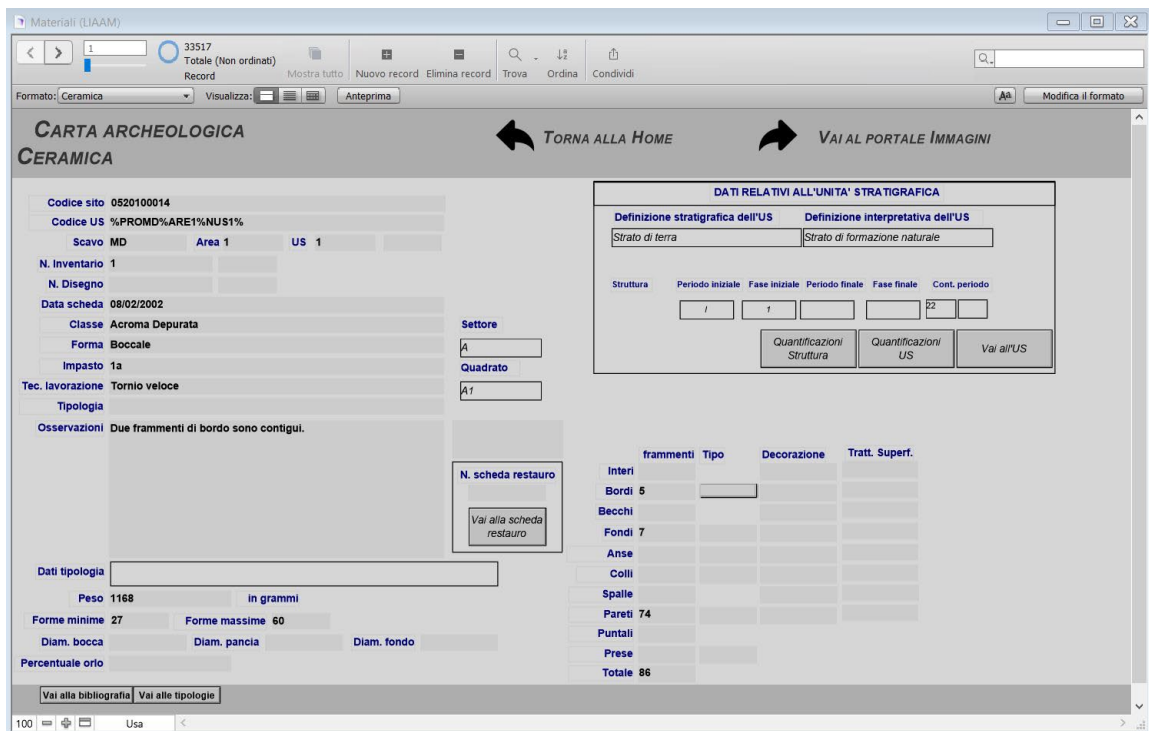 Materiali (LIAAM)
1
33517
Totale (Non ordinati)
Record
Mostra tutto
Nuovo record
Elimina record
Trova
Ordina
Condividi
Formato: Ceramica
Visualizza:
Anteprima
Aa
Modifica il formato
CARTA ARCHEOLOGICA
CERAMICA
TORNA ALLA HOME
VAI AL PORTALE IMMAGINI
Codice sito 0520100014
Codice US %PROMD%ARE1%NUS1%
Scavo MD Area 1 US 1
N. Inventario 1
N. Disegno
Data scheda 08/02/2002
Classe Acroma Depurata
Forma Boccale
Impasto 1a
Tec. lavorazione Tornio veloce
Tipologia
Settore
A
Quadrato
A1
Osservazioni Due frammenti di bordo sono contigui.
N. scheda restauro
Vai alla scheda
restauro
Dati tipologia
Peso 1168 in grammi
Forme minime 27 Forme massime 60
Diam. bocca Diam. pancia Diam. fondo
Percentuale orlo
DATI RELATIVI ALL'UNITA' STRATIGRAFICA
Definizione stratigrafica dell'US Definizione interpretativa dell'US
Strato di terra Strato di formazione naturale
Struttura Periodo iniziale Fase iniziale Periodo finale Fase finale Cont. periodo
I 1 22
Quantificazioni
Struttura
Quantificazioni
US
Vai all'US
frammenti Tipo Decorazione Tratt. Superf.
Interi
Bordi 5
Becchi
Fondi 7
Anse
Colli
Spalle
Pareti 74
Puntali
Prese
Totale 86
Vai alla bibliografia Vai alle tipologie
100 Usa